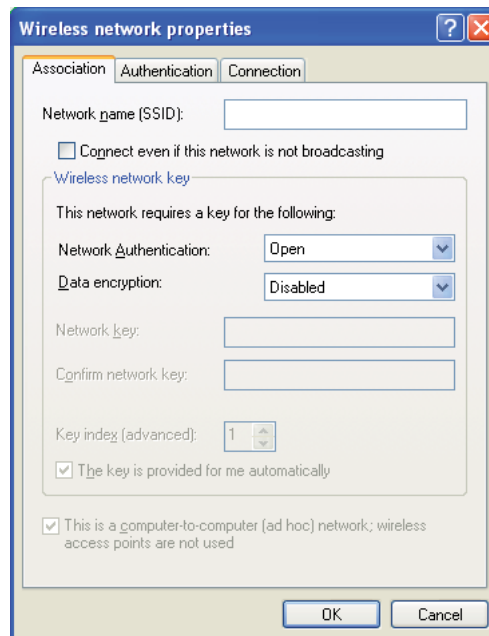 Wireless network properties
Association Authentication Connection
Network name (SSID):
Connect even if this network is not broadcasting
Wireless network key
This network requires a key for the following:
Network Authentication: Open
Data encryption: Disabled
Network key:
Confirm network key:
Key index (advanced): 1
The key is provided for me automatically
This is a computer-to-computer (ad hoc) network; wireless
access points are not used
OK Cancel